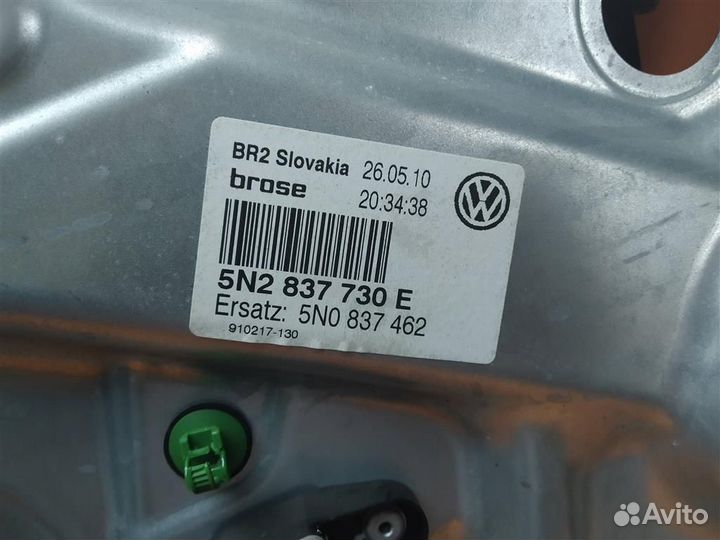 BR2 Slovakia 26.05.10
brose 20:34:38
5N2 837 730 E
Ersatz: 5N0 837 462
910217-130
Avito